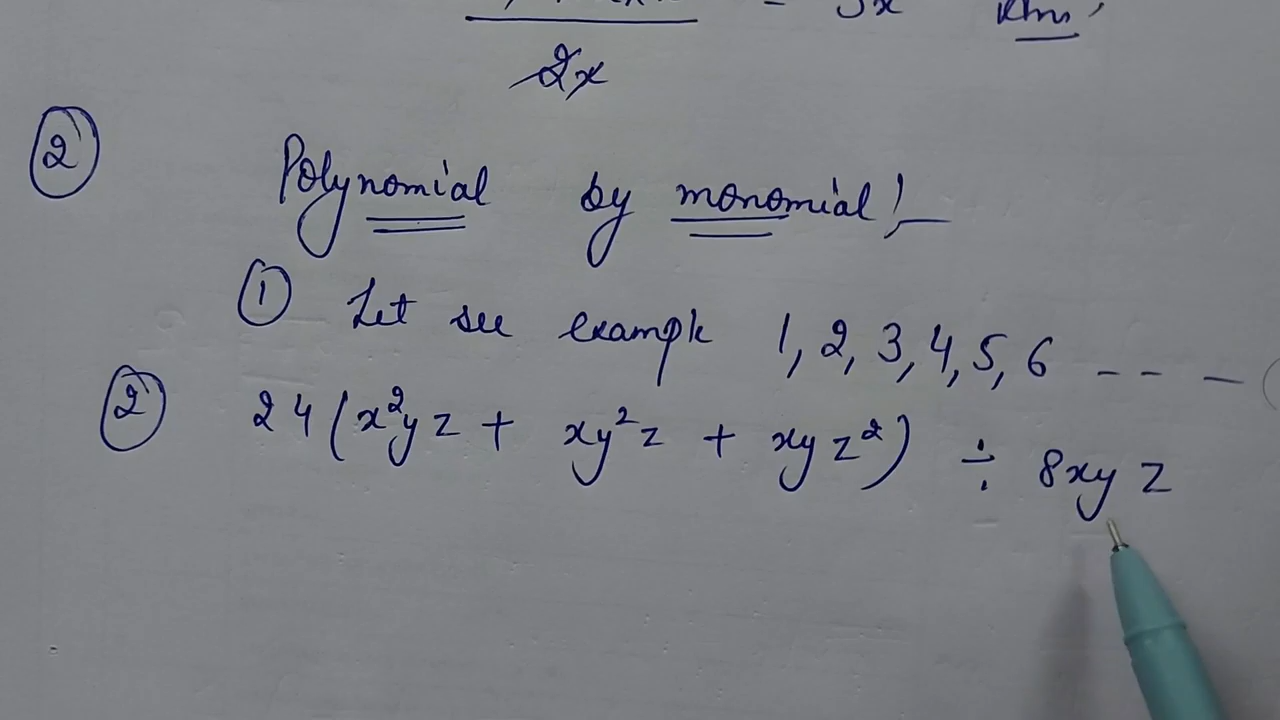 = 3x
2x
② Polynomial by monomial :-
① Let see example 1, 2, 3, 4, 5, 6 - - -
② 24(x²yz + xy²z + xyz²) ÷ 8xyz